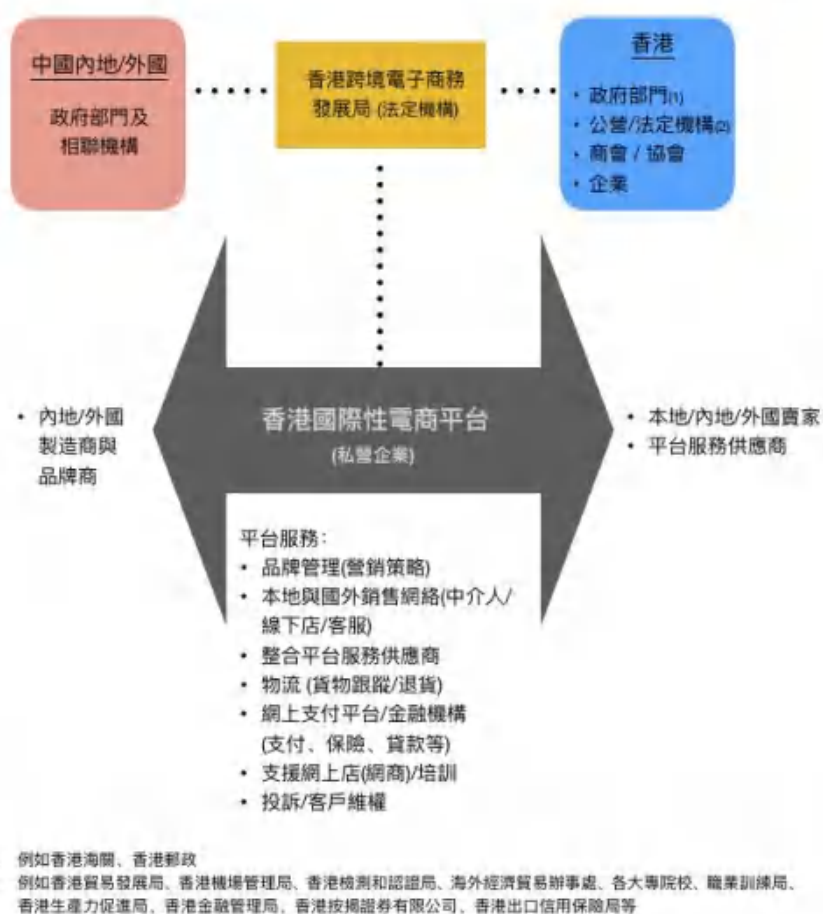 中國內地/外國
政府部門及
相聯機構
香港跨境電子商務
發展局 (法定機構)
香港
• 政府部門(1)
• 公營/法定機構(2)
• 商會 / 協會
• 企業
• 內地/外國
製造商與
品牌商
香港國際性電商平台
(私營企業)
• 本地/內地/外國賣家
• 平台服務供應商
平台服務：
• 品牌管理(營銷策略)
• 本地與國外銷售網絡(中介人/
線下店/客服)
• 整合平台服務供應商
• 物流 (貨物跟蹤/退貨)
• 網上支付平台/金融機構
(支付、保險、貸款等)
• 支援網上店(網商)/培訓
• 投訴/客戶維權
例如香港海關、香港郵政
例如香港貿易發展局、香港機場管理局、香港檢測和認證局、海外經濟貿易辦事處、各大專院校、職業訓練局、
香港生產力促進局、香港金融管理局、香港按揭證券有限公司、香港出口信用保險局等